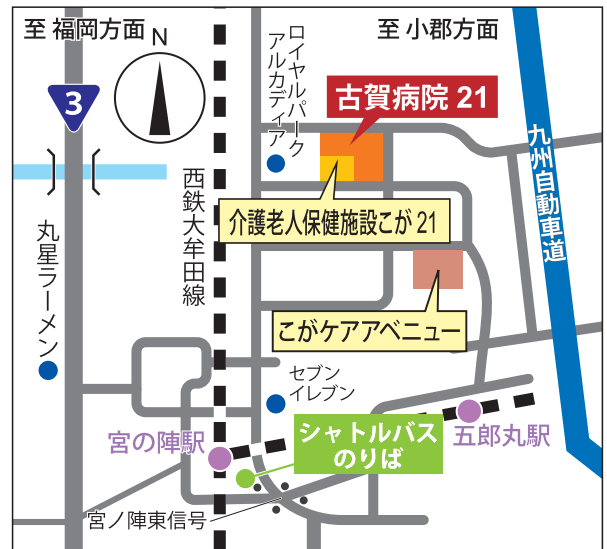 至 福岡方面
N
至 小郡方面
3
ロイヤルパーク
アルカディア
古賀病院 21
九州自動車道
西鉄大牟田線
介護老人保健施設こが 21
丸星ラーメン
こがケアアベニュー
セブン
イレブン
宮の陣駅
シャトルバス
のりば
五郎丸駅
宮ノ陣東信号